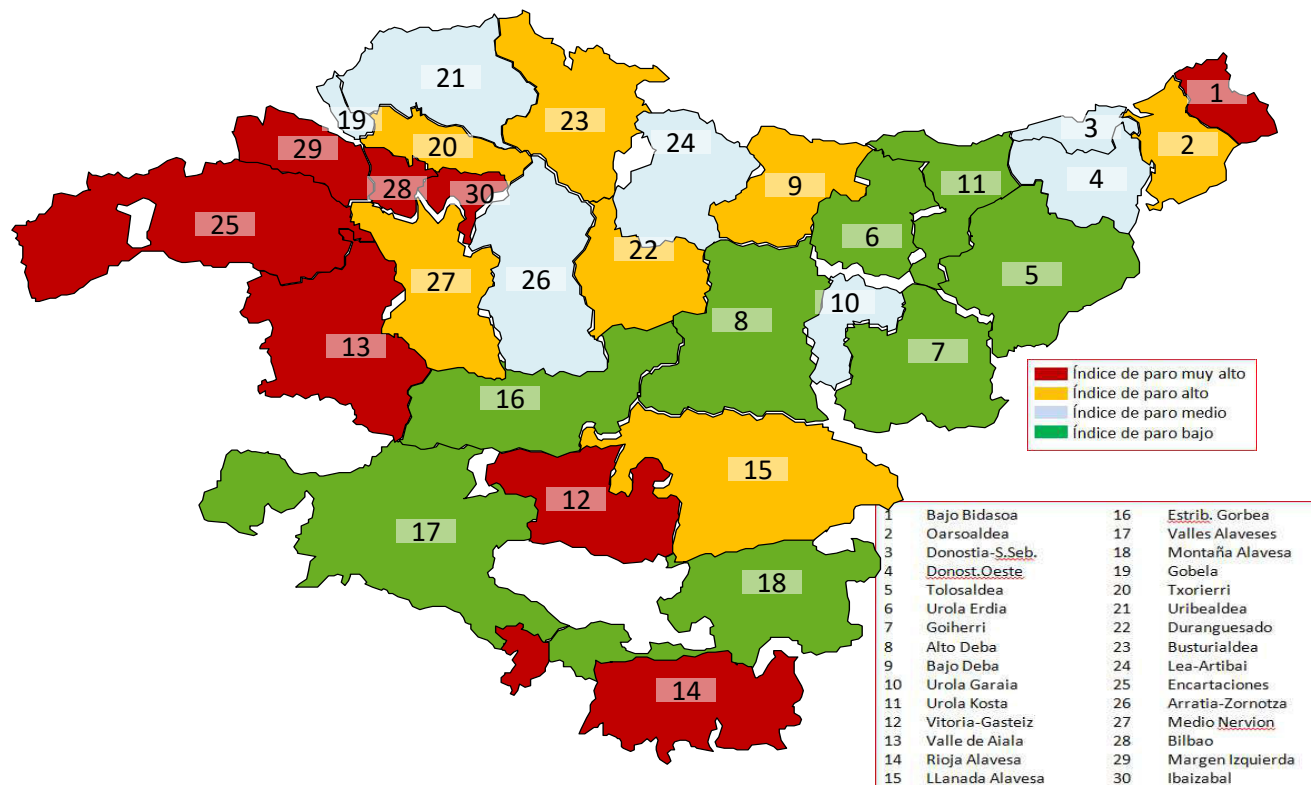 21
1
19
23
3
20
24
2
29
9
4
28
30
11
25
6
22
5
27
26
10
8
13
7
16
Índice de paro muy alto
Índice de paro alto
Índice de paro medio
Índice de paro bajo
15
12
17
18
14
1 Bajo Bidasoa 16 Estrib. Gorbea
2 Oarsoaldea 17 Valles Alaveses
3 Donostia-S.Seb. 18 Montaña Alavesa
4 Donost.Oeste 19 Gobela
5 Tolosaldea 20 Txorierri
6 Urola Erdia 21 Uribealdea
7 Goiherri 22 Duranguesado
8 Alto Deba 23 Busturialdea
9 Bajo Deba 24 Lea-Artibai
10 Urola Garaia 25 Encartaciones
11 Urola Kosta 26 Arratia-Zornotza
12 Vitoria-Gasteiz 27 Medio Nervion
13 Valle de Aiala 28 Bilbao
14 Rioja Alavesa 29 Margen Izquierda
15 LLanada Alavesa 30 Ibaizabal